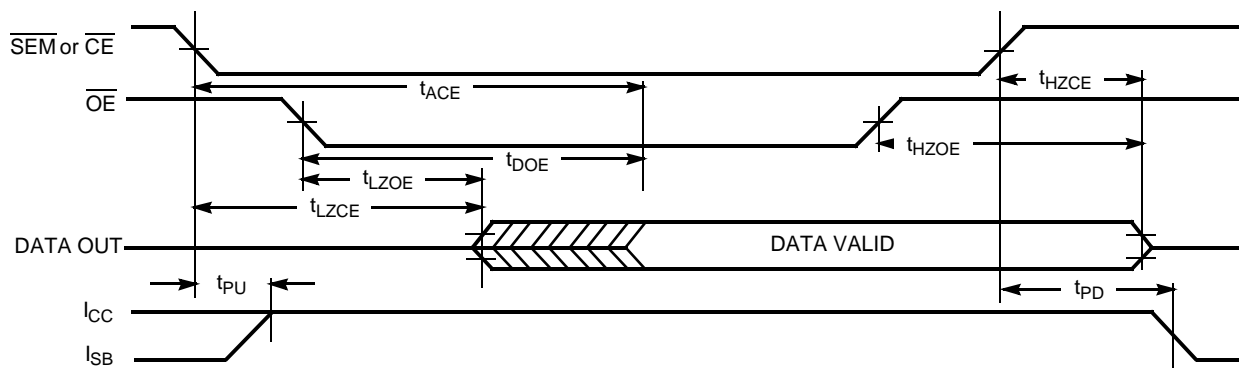 SEM or CE
tACE
tHZCE
OE
tHZOE
tDOE
tLZOE
tLZCE
DATA OUT
DATA VALID
tPU
tPD
ICC
ISB